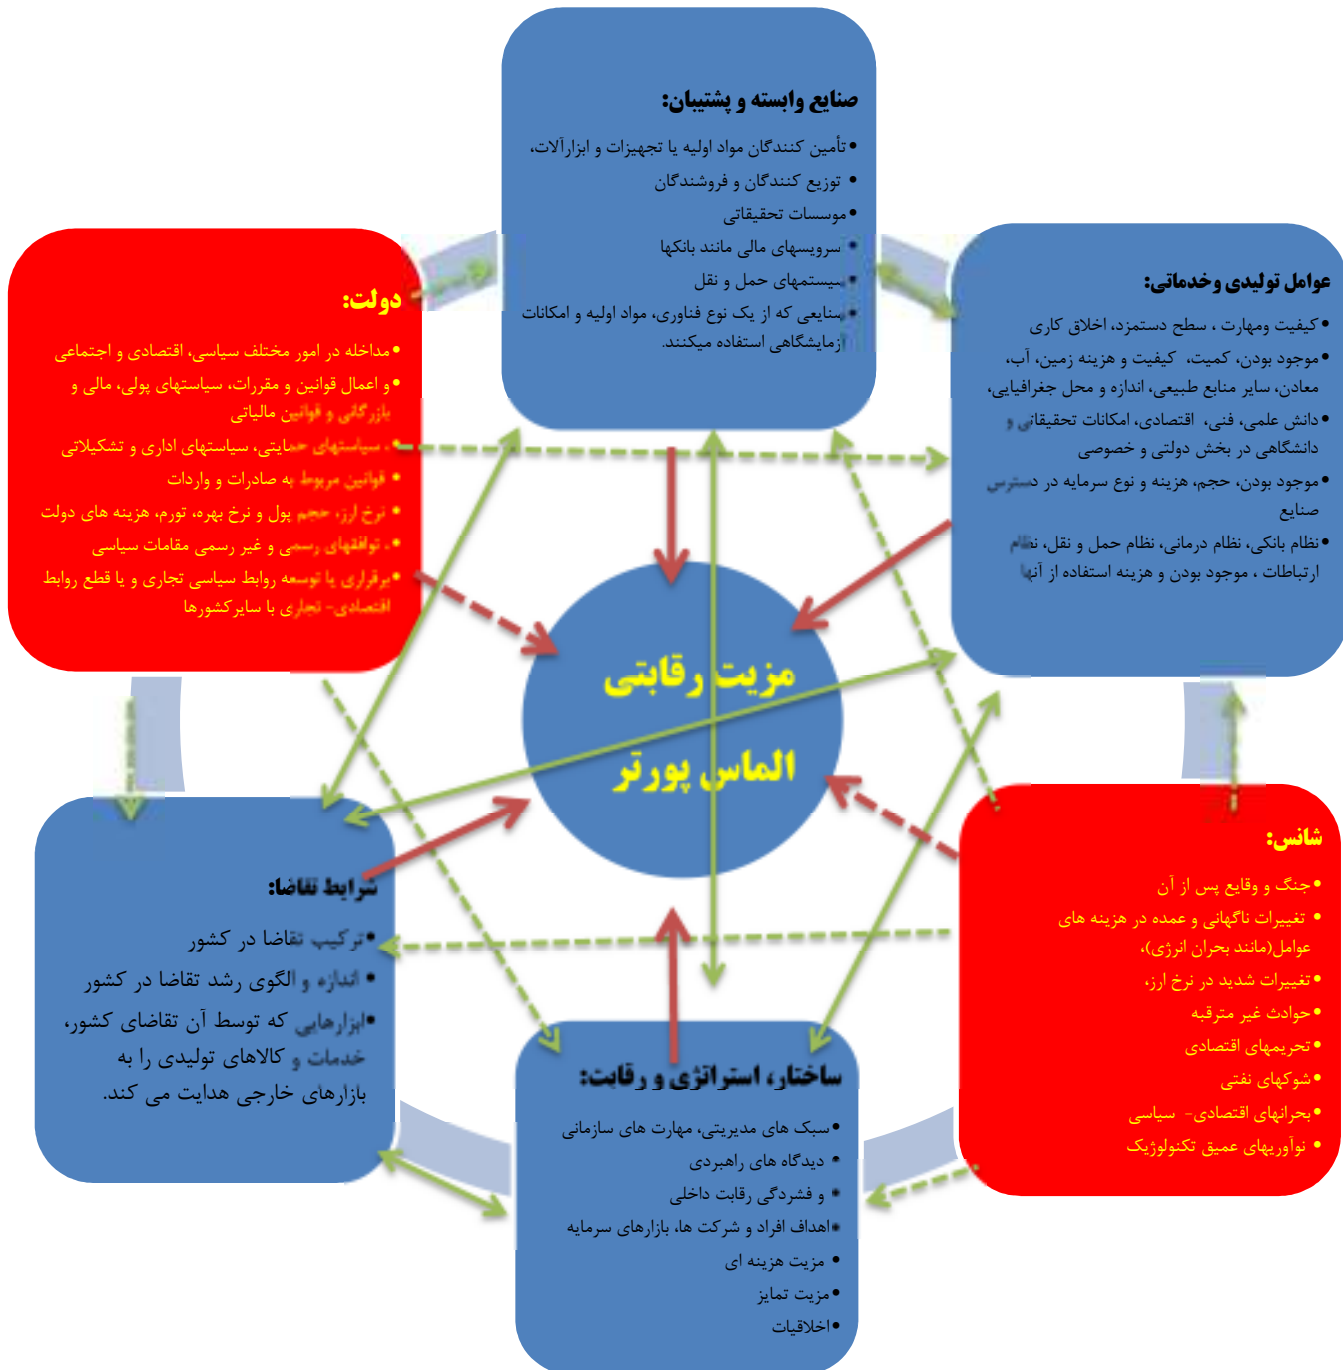 صنایع وابسته و پشتیبان:
•تأمین کنندگان مواد اولیه یا تجهیزات و ابزارآلات،
• توزیع کنندگان و فروشندگان
•موسسات تحقیقاتی
•سرویسهای مالی مانند بانکها
•سیستمهای حمل و نقل
•صنایعی که از یک نوع فناوری، مواد اولیه و امکانات
آزمایشگاهی استفاده میکنند.
عوامل تولیدی وخدماتی:
•کیفیت ومهارت ، سطح دستمزد، اخلاق کاری
•موجود بودن، کمیت، کیفیت و هزینه زمین، آب،
معادن، سایر منابع طبیعی، اندازه و محل جغرافیایی،
•دانش علمی، فنی، اقتصادی، امکانات تحقیقاتی و
دانشگاهی در بخش دولتی و خصوصی
•موجود بودن، حجم، هزینه و نوع سرمایه در دسترس
صنایع
•نظام بانکی، نظام درمانی، نظام حمل و نقل، نظام
ارتباطات ، موجود بودن و هزینه استفاده از آنها
دولت:
•مداخله در امور مختلف سیاسی، اقتصادی و اجتماعی
•و اعمال قوانین و مقررات، سیاستهای پولی، مالی و
بازرگانی و قوانین مالیاتی
•، سیاستهای حمایتی، سیاستهای اداری و تشکیلاتی
• قوانین مربوط به صادرات و واردات
• نرخ ارز، حجم پول و نرخ بهره، تورم، هزینه های دولت
•، توافقهای رسمی و غیر رسمی مقامات سیاسی
•برقراری یا توسعه روابط سیاسی تجاری و یا قطع روابط
اقتصادی- تجاری با سایرکشورها
مزیت رقابتی
الماس پورتر
شانس:
•جنگ و وقایع پس از آن
• تغییرات ناگهانی و عمده در هزینه های
عوامل(مانند بحران انرژی)،
•تغییرات شدید در نرخ ارز،
•حوادث غیر مترقبه
•تحریمهای اقتصادی
•شوکهای نفتی
•بحرانهای اقتصادی- سیاسی
• نوآوریهای عمیق تکنولوژیک
شرایط تقاضا:
•ترکیب تقاضا در کشور
• اندازه و الگوی رشد تقاضا در کشور
•ابزارهایی که توسط آن تقاضای کشور،
خدمات و کالاهای تولیدی را به
بازارهای خارجی هدایت می کند.
ساختار، استراتژی و رقابت:
•سبک های مدیریتی، مهارت های سازمانی
• دیدگاه های راهبردی
• و فشردگی رقابت داخلی
•اهداف افراد و شرکت ها، بازارهای سرمایه
• مزیت هزینه ای
•مزیت تمایز
•اخلاقیات